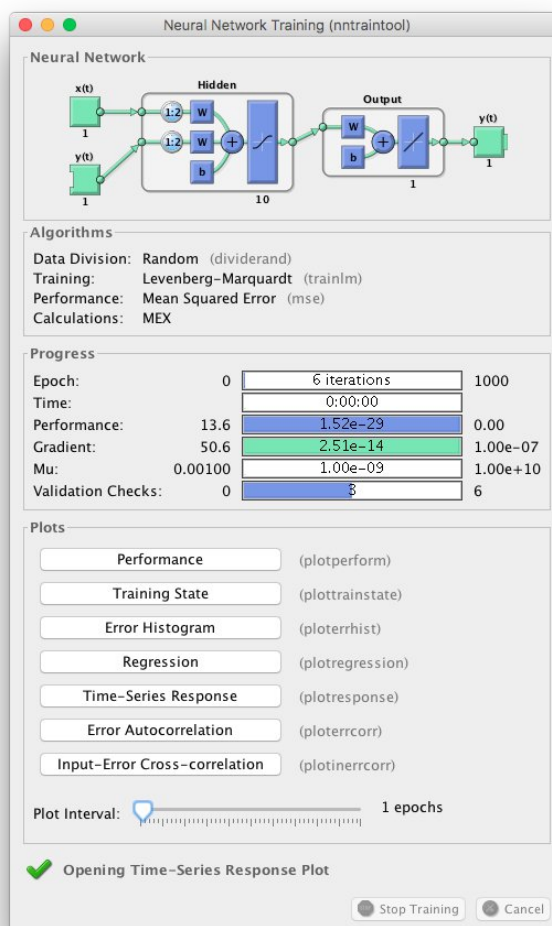 Neural Network Training (nntraintool)
Neural Network
Hidden
Output
x(t)
y(t)
1:2
W
1
W
y(t)
1:2
W
+
b
+
b
1
10
1
1
Algorithms
Data Division: Random (dividerand)
Training: Levenberg-Marquardt (trainlm)
Performance: Mean Squared Error (mse)
Calculations: MEX
Progress
Epoch: 0 6 iterations 1000
Time: 0:00:00
Performance: 13.6 1.52e-29 0.00
Gradient: 50.6 2.51e-14 1.00e-07
Mu: 0.00100 1.00e-09 1.00e+10
Validation Checks: 0 3 6
Plots
Performance (plotperform)
Training State (plottrainstate)
Error Histogram (ploterrhist)
Regression (plotregression)
Time-Series Response (plotresponse)
Error Autocorrelation (ploterrcorr)
Input-Error Cross-correlation (plotinerrcorr)
Plot Interval: 1 epochs
Opening Time-Series Response Plot
Stop Training Cancel